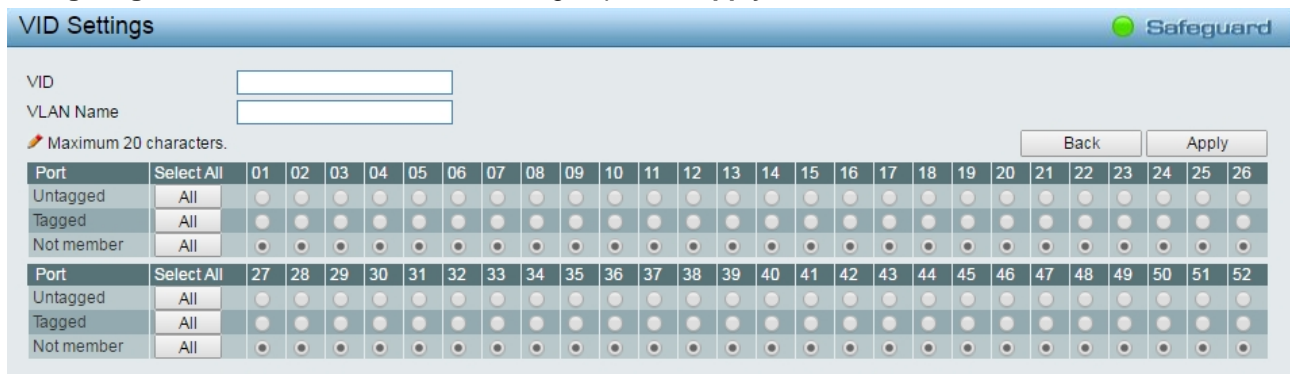 VID Settings Safeguard
VID
VLAN Name
Maximum 20 characters. Back Apply
Port Select All 01 02 03 04 05 06 07 08 09 10 11 12 13 14 15 16 17 18 19 20 21 22 23 24 25 26
Untagged All
Tagged All
Not member All
Port Select All 27 28 29 30 31 32 33 34 35 36 37 38 39 40 41 42 43 44 45 46 47 48 49 50 51 52
Untagged All
Tagged All
Not member All